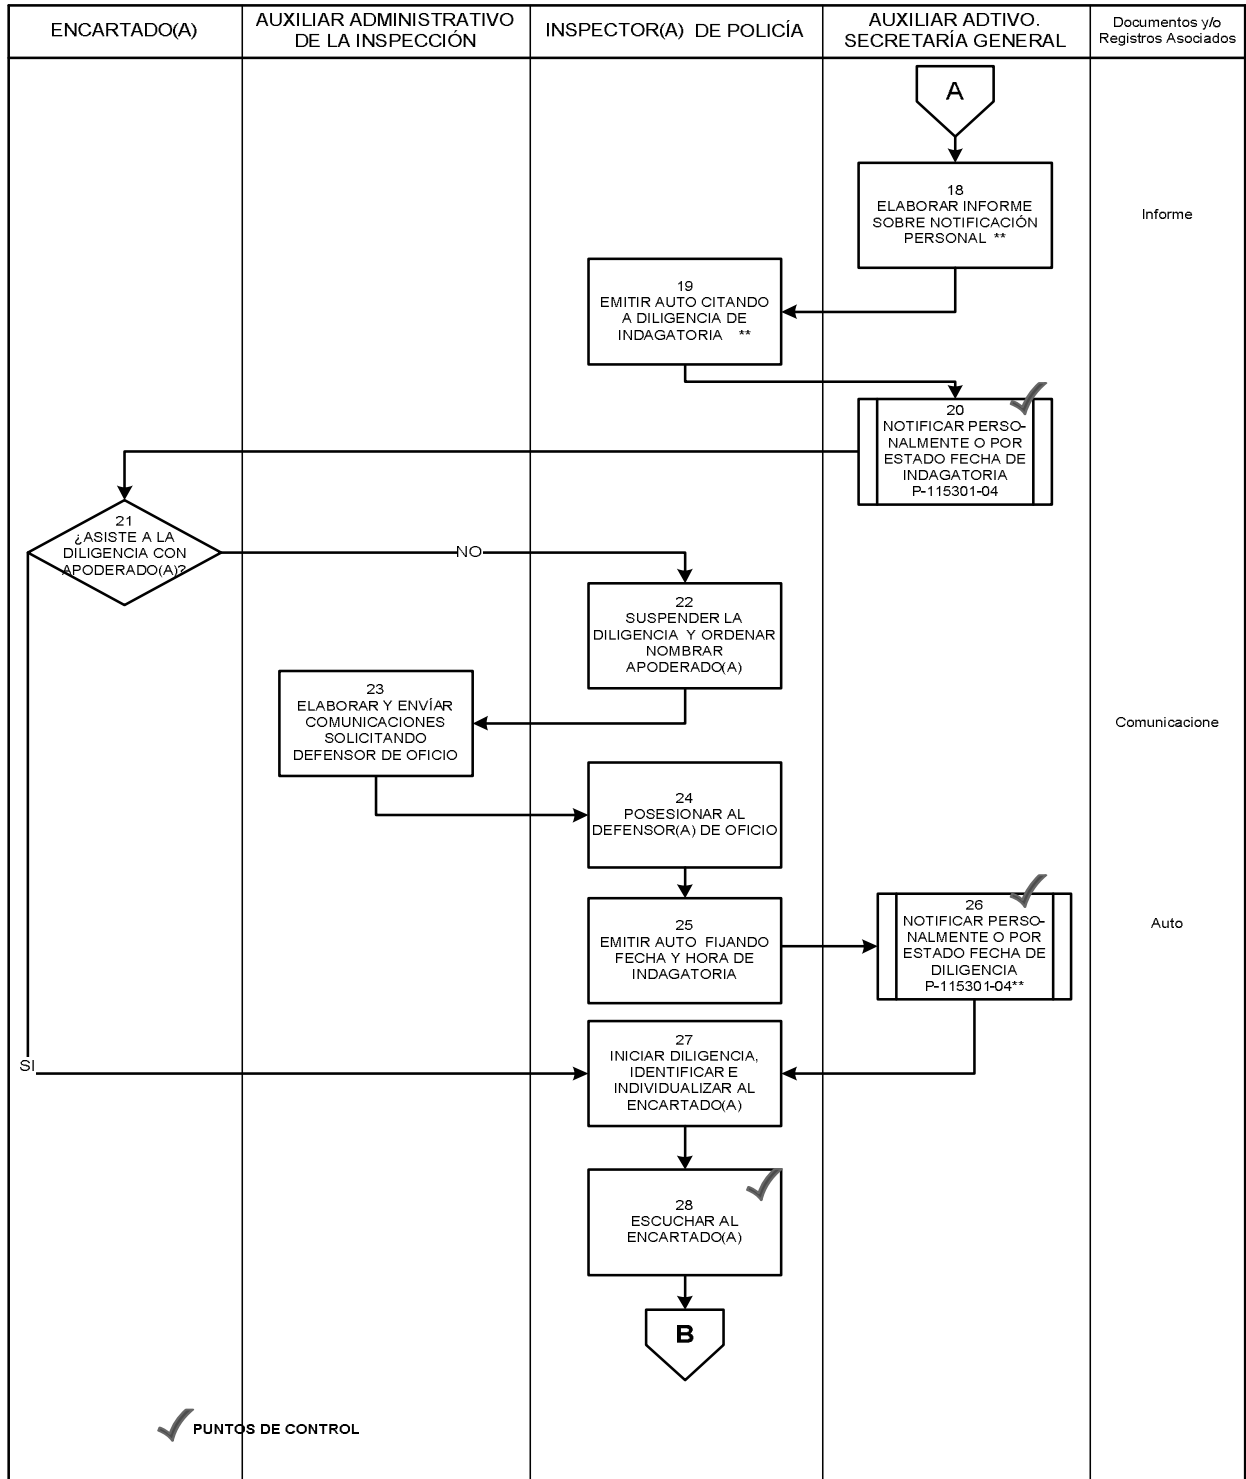 ENCARTADO(A)
AUXILIAR ADMINISTRATIVO
DE LA INSPECCIÓN
INSPECTOR(A) DE POLICÍA
AUXILIAR ADTIVO.
SECRETARÍA GENERAL
Documentos y/o
Registros Asociados
A
18
ELABORAR INFORME
SOBRE NOTIFICACIÓN
PERSONAL **
Informe
19
EMITIR AUTO CITANDO
A DILIGENCIA DE
INDAGATORIA **
20
NOTIFICAR PERSO-
NALMENTE O POR
ESTADO FECHA DE
INDAGATORIA
P-115301-04
21
¿ASISTE A LA
DILIGENCIA CON
APODERADO(A)?
NO
22
SUSPENDER LA
DILIGENCIA Y ORDENAR
NOMBRAR
APODERADO(A)
23
ELABORAR Y ENVÍAR
COMUNICACIONES
SOLICITANDO
DEFENSOR DE OFICIO
Comunicacione
24
POSESIONAR AL
DEFENSOR(A) DE OFICIO
25
EMITIR AUTO FIJANDO
FECHA Y HORA DE
INDAGATORIA
26
NOTIFICAR PERSO-
NALMENTE O POR
ESTADO FECHA DE
DILIGENCIA
P-115301-04**
Auto
SI
27
INICIAR DILIGENCIA,
IDENTIFICAR E
INDIVIDUALIZAR AL
ENCARTADO(A)
28
ESCUCHAR AL
ENCARTADO(A)
B
PUNTOS DE CONTROL